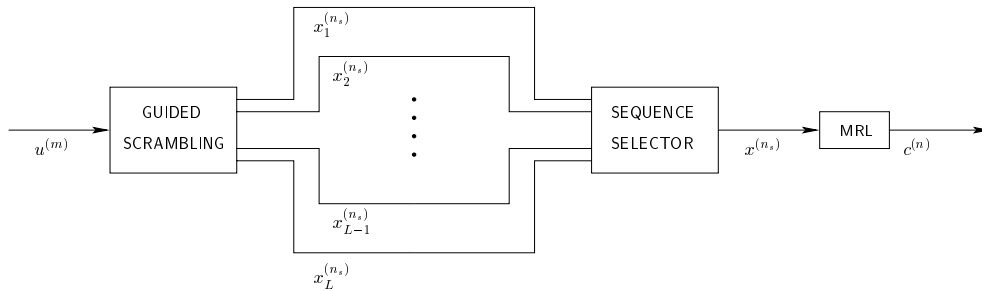 x_1^{(n_s)}
x_2^{(n_s)}
GUIDED
SCRAMBLING
SEQUENCE
SELECTOR
MRL
u^{(m)}
x^{(n_s)}
c^{(n)}
x_{L-1}^{(n_s)}
x_L^{(n_s)}